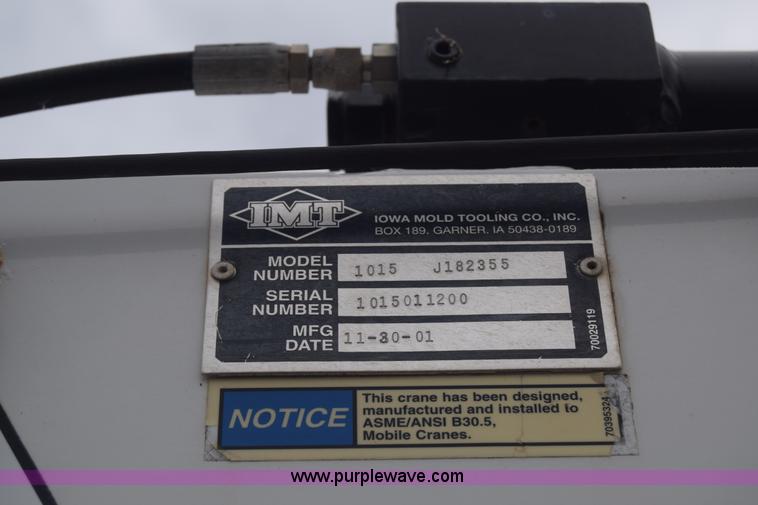 IMT
IOWA MOLD TOOLING CO., INC.
BOX 189, GARNER, IA 50438-0189
MODEL NUMBER 1015 J182355
SERIAL NUMBER 1015011200
MFG DATE 11-30-01
70029119
NOTICE
This crane has been designed,
manufactured and installed to
ASME/ANSI B30.5,
Mobile Cranes.
70395324
www.purplewave.com